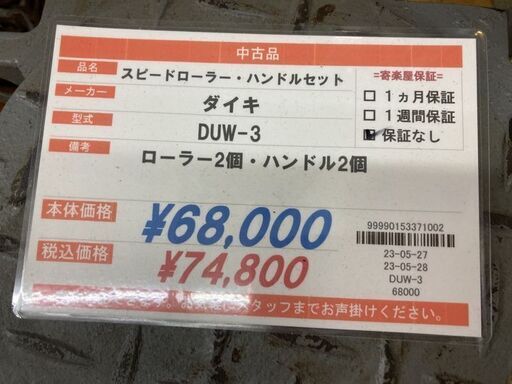 中古品
品名 スピードローラー・ハンドルセット
メーカー ダイキ
型式 DUW-3
備考 ローラー2個・ハンドル2個
=寄楽屋保証=
1ヵ月保証
1週間保証
保証なし
本体価格 ¥68,000
税込価格 ¥74,800
99990153371002
23-05-27
23-05-28
DUW-3
68000
スタッフまでお声掛けください。